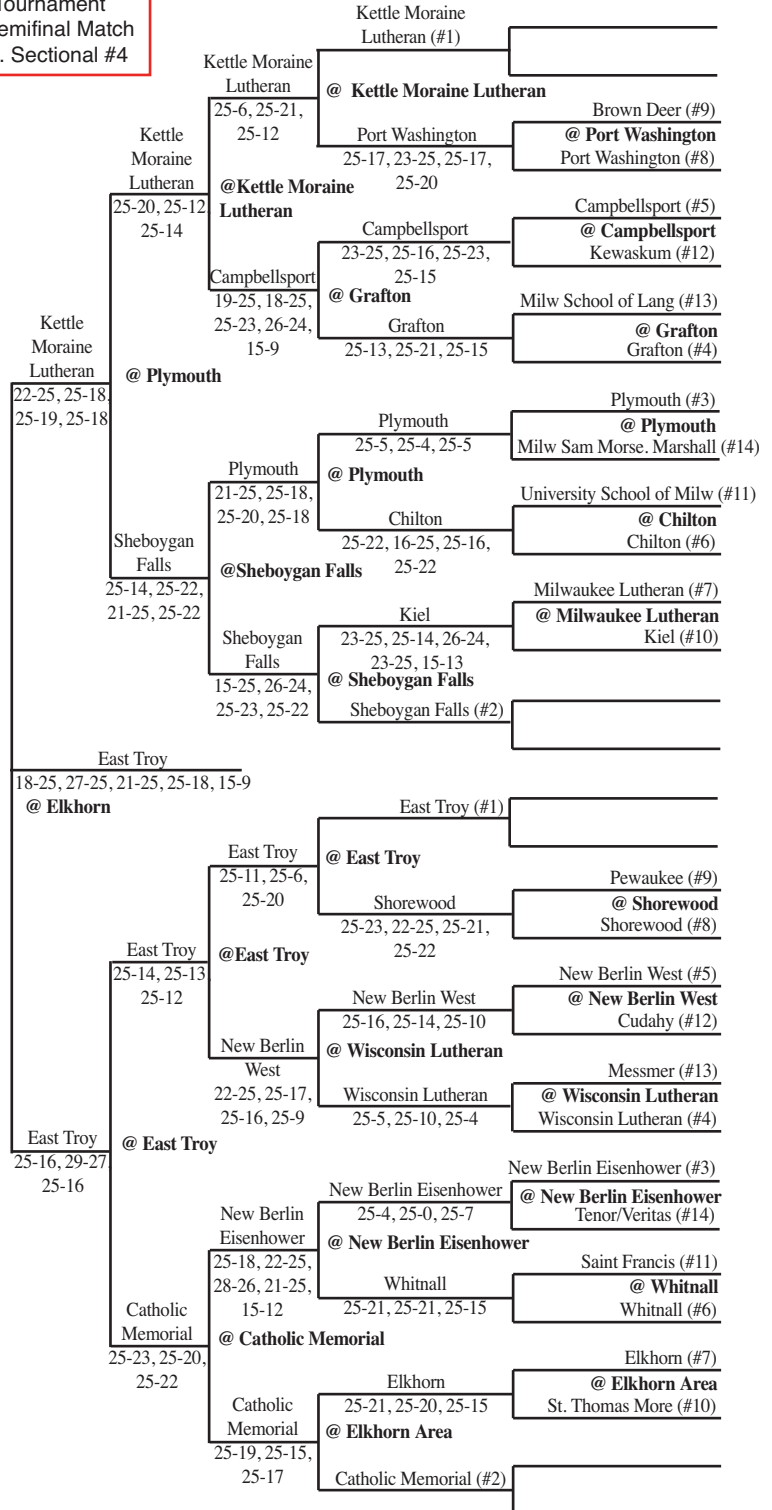 Tournament
emifinal Match
. Sectional #4
Kettle Moraine
Lutheran (#1)
Kettle Moraine
Lutheran
@ Kettle Moraine Lutheran
25-6, 25-21,
25-12
Brown Deer (#9)
Port Washington
@ Port Washington
25-17, 23-25, 25-17,
25-20
Port Washington (#8)
Kettle
Moraine
Lutheran
@Kettle Moraine
Lutheran
25-20, 25-12
25-14
Campbellsport (#5)
Campbellsport
@ Campbellsport
23-25, 25-16, 25-23,
25-15
Kewaskum (#12)
Campbellsport
@ Grafton
19-25, 18-25,
25-23, 26-24,
15-9
Milw School of Lang (#13)
Grafton
@ Grafton
25-13, 25-21, 25-15
Grafton (#4)
Kettle
Moraine
Lutheran
@ Plymouth
22-25, 25-18,
25-19, 25-18
Plymouth (#3)
Plymouth
@ Plymouth
25-5, 25-4, 25-5
Milw Sam Morse. Marshall (#14)
Plymouth
@ Plymouth
21-25, 25-18,
25-20, 25-18
University School of Milw (#11)
Chilton
@ Chilton
25-22, 16-25, 25-16,
25-22
Chilton (#6)
Sheboygan
Falls
@Sheboygan Falls
25-14, 25-22,
21-25, 25-22
Milwaukee Lutheran (#7)
Kiel
@ Milwaukee Lutheran
23-25, 25-14, 26-24,
23-25, 15-13
Kiel (#10)
Sheboygan
Falls
@ Sheboygan Falls
15-25, 26-24,
25-23, 25-22
Sheboygan Falls (#2)
East Troy
18-25, 27-25, 21-25, 25-18, 15-9
@ Elkhorn
East Troy (#1)
East Troy
@ East Troy
25-11, 25-6,
25-20
Pewaukee (#9)
Shorewood
@ Shorewood
25-23, 22-25, 25-21,
25-22
Shorewood (#8)
East Troy
@East Troy
25-14, 25-13
25-12
New Berlin West (#5)
New Berlin West
@ New Berlin West
25-16, 25-14, 25-10
Cudahy (#12)
New Berlin
West
@ Wisconsin Lutheran
22-25, 25-17,
25-16, 25-9
Messmer (#13)
Wisconsin Lutheran
@ Wisconsin Lutheran
25-5, 25-10, 25-4
Wisconsin Lutheran (#4)
East Troy
@ East Troy
25-16, 29-27,
25-16
New Berlin Eisenhower (#3)
New Berlin Eisenhower
@ New Berlin Eisenhower
25-4, 25-0, 25-7
Tenor/Veritas (#14)
New Berlin
Eisenhower
@ New Berlin Eisenhower
25-18, 22-25,
28-26, 21-25,
15-12
Saint Francis (#11)
Whitnall
@ Whitnall
25-21, 25-21, 25-15
Whitnall (#6)
Catholic
Memorial
@ Catholic Memorial
25-23, 25-20,
25-22
Elkhorn (#7)
Elkhorn
@ Elkhorn Area
25-21, 25-20, 25-15
St. Thomas More (#10)
Catholic
Memorial
@ Elkhorn Area
25-19, 25-15,
25-17
Catholic Memorial (#2)